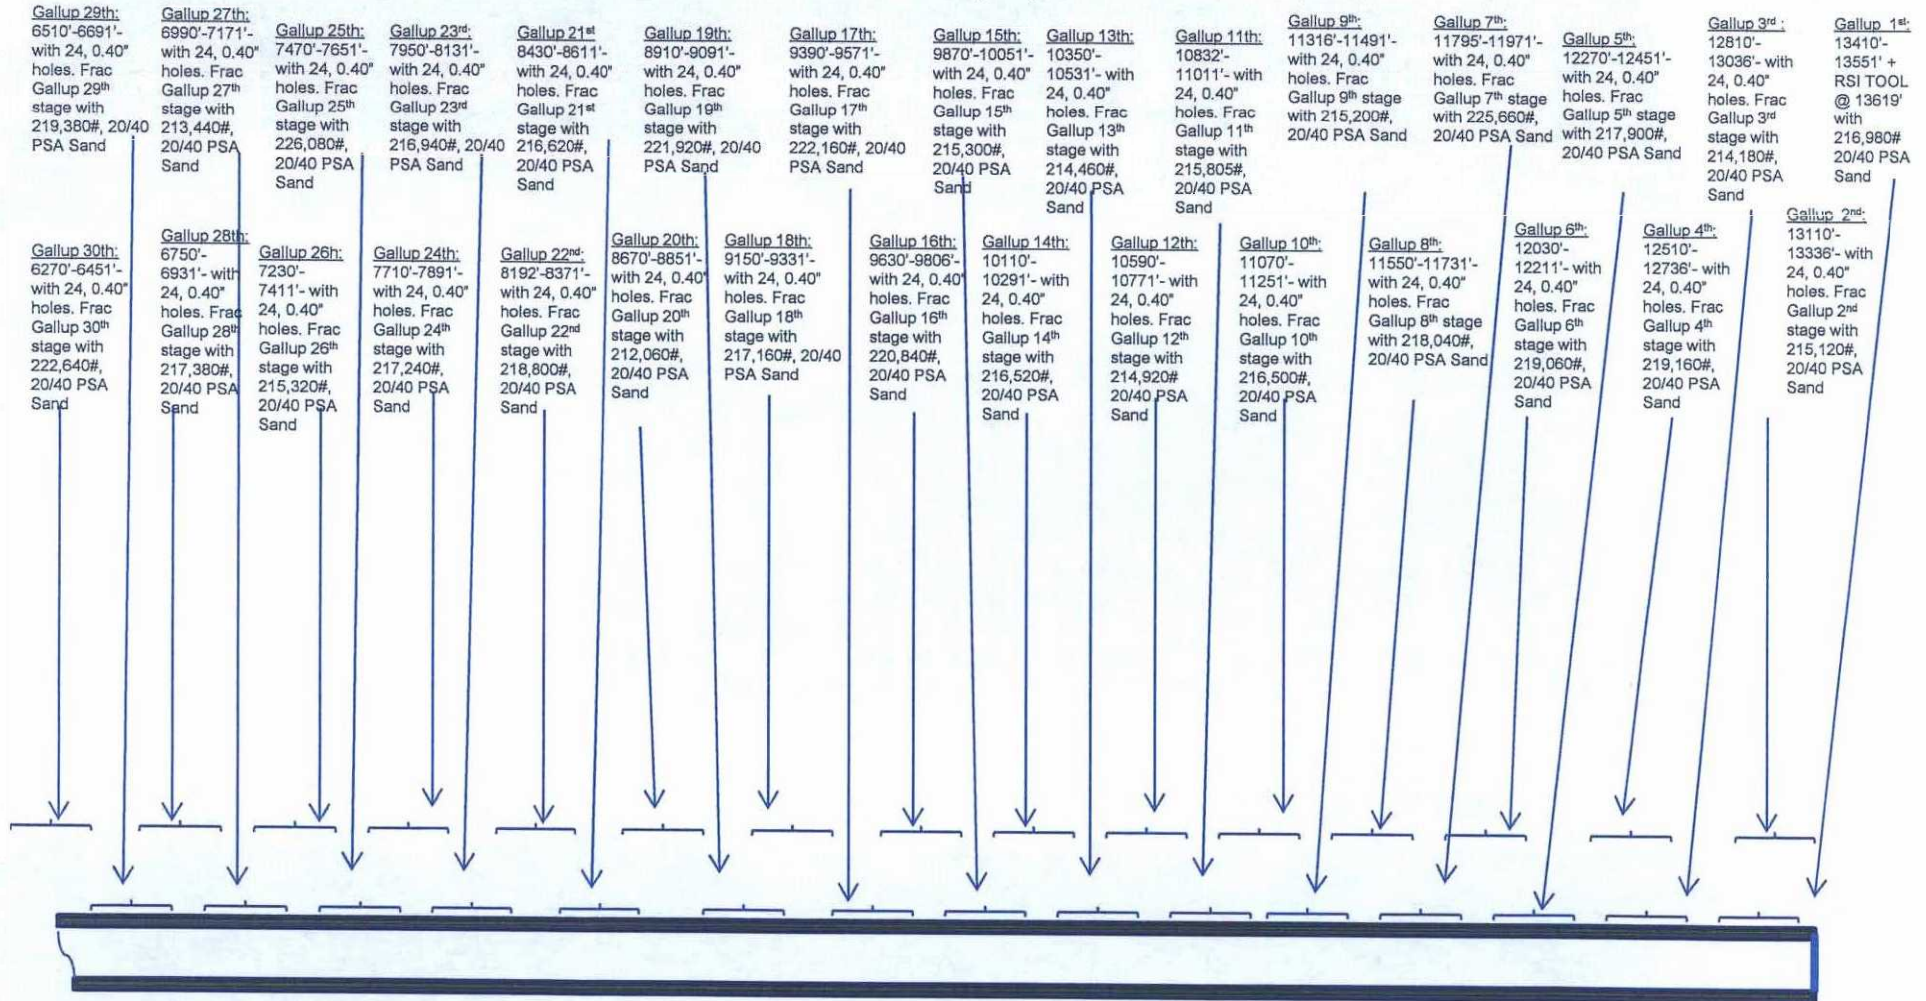 Gallup 29th:
6510'-6691'-
with 24, 0.40"
holes. Frac
Gallup 29th
stage with
219,380#, 20/40
PSA Sand
Gallup 27th:
6990'-7171'-
with 24, 0.40"
holes. Frac
Gallup 27th
stage with
213,440#,
20/40 PSA
Sand
Gallup 25th:
7470'-7651'-
with 24, 0.40"
holes. Frac
Gallup 25th
stage with
226,080#,
20/40 PSA
Sand
Gallup 23rd:
7950'-8131'-
with 24, 0.40"
holes. Frac
Gallup 23rd
stage with
216,940#, 20/40
PSA Sand
Gallup 21st
8430'-8611'-
with 24, 0.40"
holes. Frac
Gallup 21st
stage with
216,620#,
20/40 PSA
Sand
Gallup 19th:
8910'-9091'-
with 24, 0.40"
holes. Frac
Gallup 19th
stage with
221,920#, 20/40
PSA Sand
Gallup 17th:
9390'-9571'-
with 24, 0.40"
holes. Frac
Gallup 17th
stage with
222,160#, 20/40
PSA Sand
Gallup 15th:
9870'-10051'-
with 24, 0.40"
holes. Frac
Gallup 15th
stage with
215,300#,
20/40 PSA
Sand
Gallup 13th:
10350'-
10531'- with
24, 0.40"
holes. Frac
Gallup 13th
stage with
214,460#,
20/40 PSA
Sand
Gallup 11th:
10832'-
11011'- with
24, 0.40"
holes. Frac
Gallup 11th
stage with
215,805#,
20/40 PSA
Sand
Gallup 9th:
11316'-11491'-
with 24, 0.40"
holes. Frac
Gallup 9th stage
with 215,200#,
20/40 PSA Sand
Gallup 7th:
11795'-11971'-
with 24, 0.40"
holes. Frac
Gallup 7th stage
with 225,660#,
20/40 PSA Sand
Gallup 5th:
12270'-12451'-
with 24, 0.40"
holes. Frac
Gallup 5th stage
with 217,900#,
20/40 PSA Sand
Gallup 3rd :
12810'-
13036'- with
24, 0.40"
holes. Frac
Gallup 3rd
stage with
214,180#,
20/40 PSA
Sand
Gallup 1st:
13410'-
13551' +
RSI TOOL
@ 13619'
with
216,980#
20/40 PSA
Sand
Gallup 30th:
6270'-6451'-
with 24, 0.40"
holes. Frac
Gallup 30th
stage with
222,640#,
20/40 PSA
Sand
Gallup 28th:
6750'-
6931'- with
24, 0.40"
holes. Frac
Gallup 28th
stage with
217,380#,
20/40 PSA
Sand
Gallup 26h:
7230'-
7411'- with
24, 0.40"
holes. Frac
Gallup 26th
stage with
215,320#,
20/40 PSA
Sand
Gallup 24th:
7710'-7891'-
with 24, 0.40"
holes. Frac
Gallup 24th
stage with
217,240#,
20/40 PSA
Sand
Gallup 22nd:
8192'-8371'-
with 24, 0.40"
holes. Frac
Gallup 22nd
stage with
218,800#,
20/40 PSA
Sand
Gallup 20th:
8670'-8851'-
with 24, 0.40"
holes. Frac
Gallup 20th
stage with
212,060#,
20/40 PSA
Sand
Gallup 18th:
9150'-9331'-
with 24, 0.40"
holes. Frac
Gallup 18th
stage with
217,160#, 20/40
PSA Sand
Gallup 16th:
9630'-9806'-
with 24, 0.40"
holes. Frac
Gallup 16th
stage with
220,840#,
20/40 PSA
Sand
Gallup 14th:
10110'-
10291'- with
24, 0.40"
holes. Frac
Gallup 14th
stage with
216,520#,
20/40 PSA
Sand
Gallup 12th:
10590'-
10771'- with
24, 0.40"
holes. Frac
Gallup 12th
stage with
214,920#
20/40 PSA
Sand
Gallup 10th:
11070'-
11251'- with
24, 0.40"
holes. Frac
Gallup 10th
stage with
216,500#,
20/40 PSA
Sand
Gallup 8th:
11550'-11731'-
with 24, 0.40"
holes. Frac
Gallup 8th stage
with 218,040#,
20/40 PSA Sand
Gallup 6th:
12030'-
12211'- with
24, 0.40"
holes. Frac
Gallup 6th
stage with
219,060#,
20/40 PSA
Sand
Gallup 4th:
12510'-
12736'- with
24, 0.40"
holes. Frac
Gallup 4th
stage with
219,160#,
20/40 PSA
Sand
Gallup 2nd:
13110'-
13336'- with
24, 0.40"
holes. Frac
Gallup 2nd
stage with
215,120#,
20/40 PSA
Sand